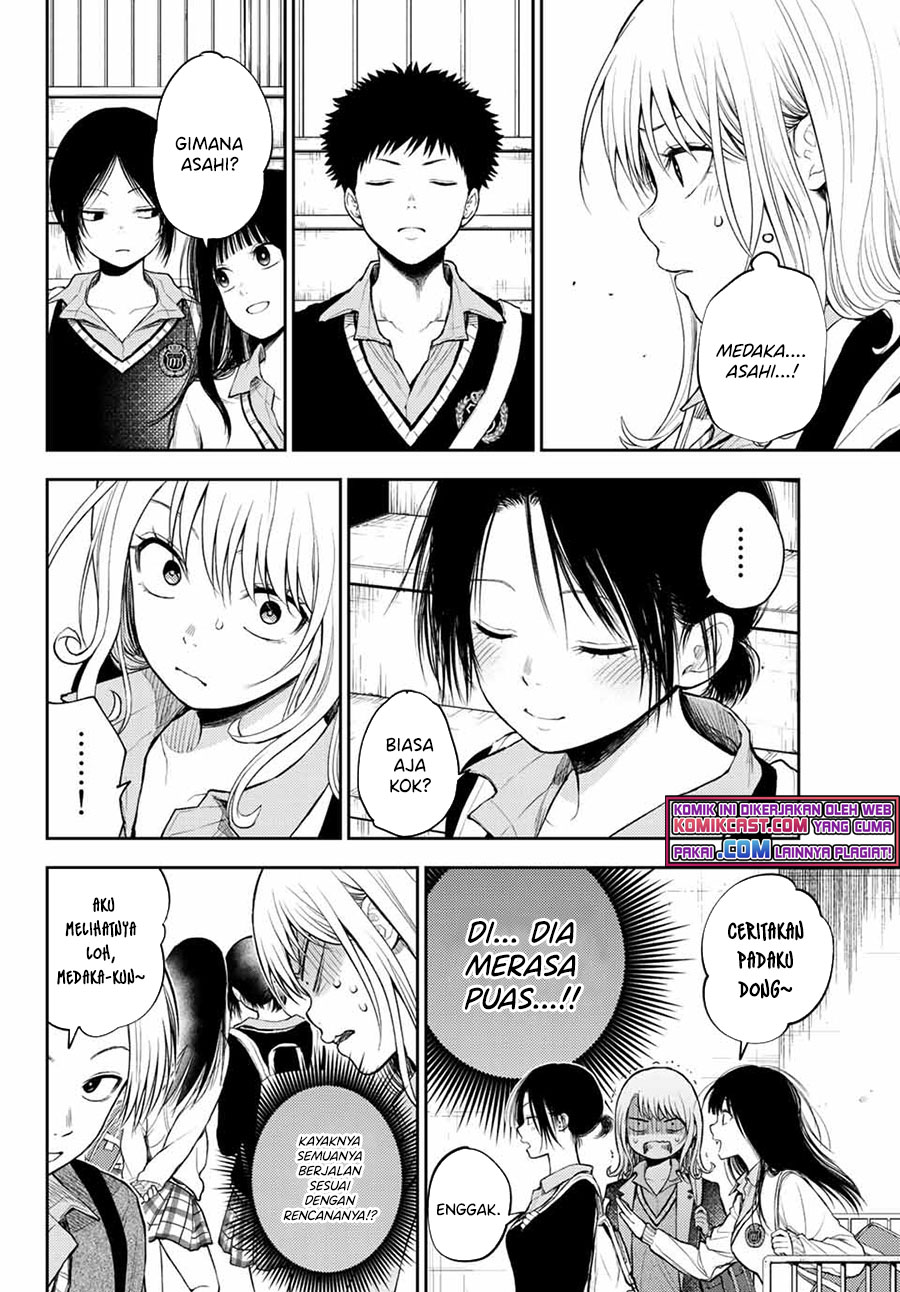 MEDAKA....
ASAHI...!
GIMANA
ASAHI?
.......
BIASA
AJA
KOK?
......!
KOMIK INI DIKERJAKAN OLEH WEB
KOMIKCAST.COM YANG CUMA
PAKAI .COM LAINNYA PLAGIAT!
CERITAKAN
PADAKU
DONG~
DI... DIA
MERASA
PUAS...!!
ENGGAK.
KAYAKNYA
SEMUANYA
BERJALAN
SESUAI
DENGAN
RENCANANYA!?
AKU
MELIHATNYA
LOH,
MEDAKA-KUN~